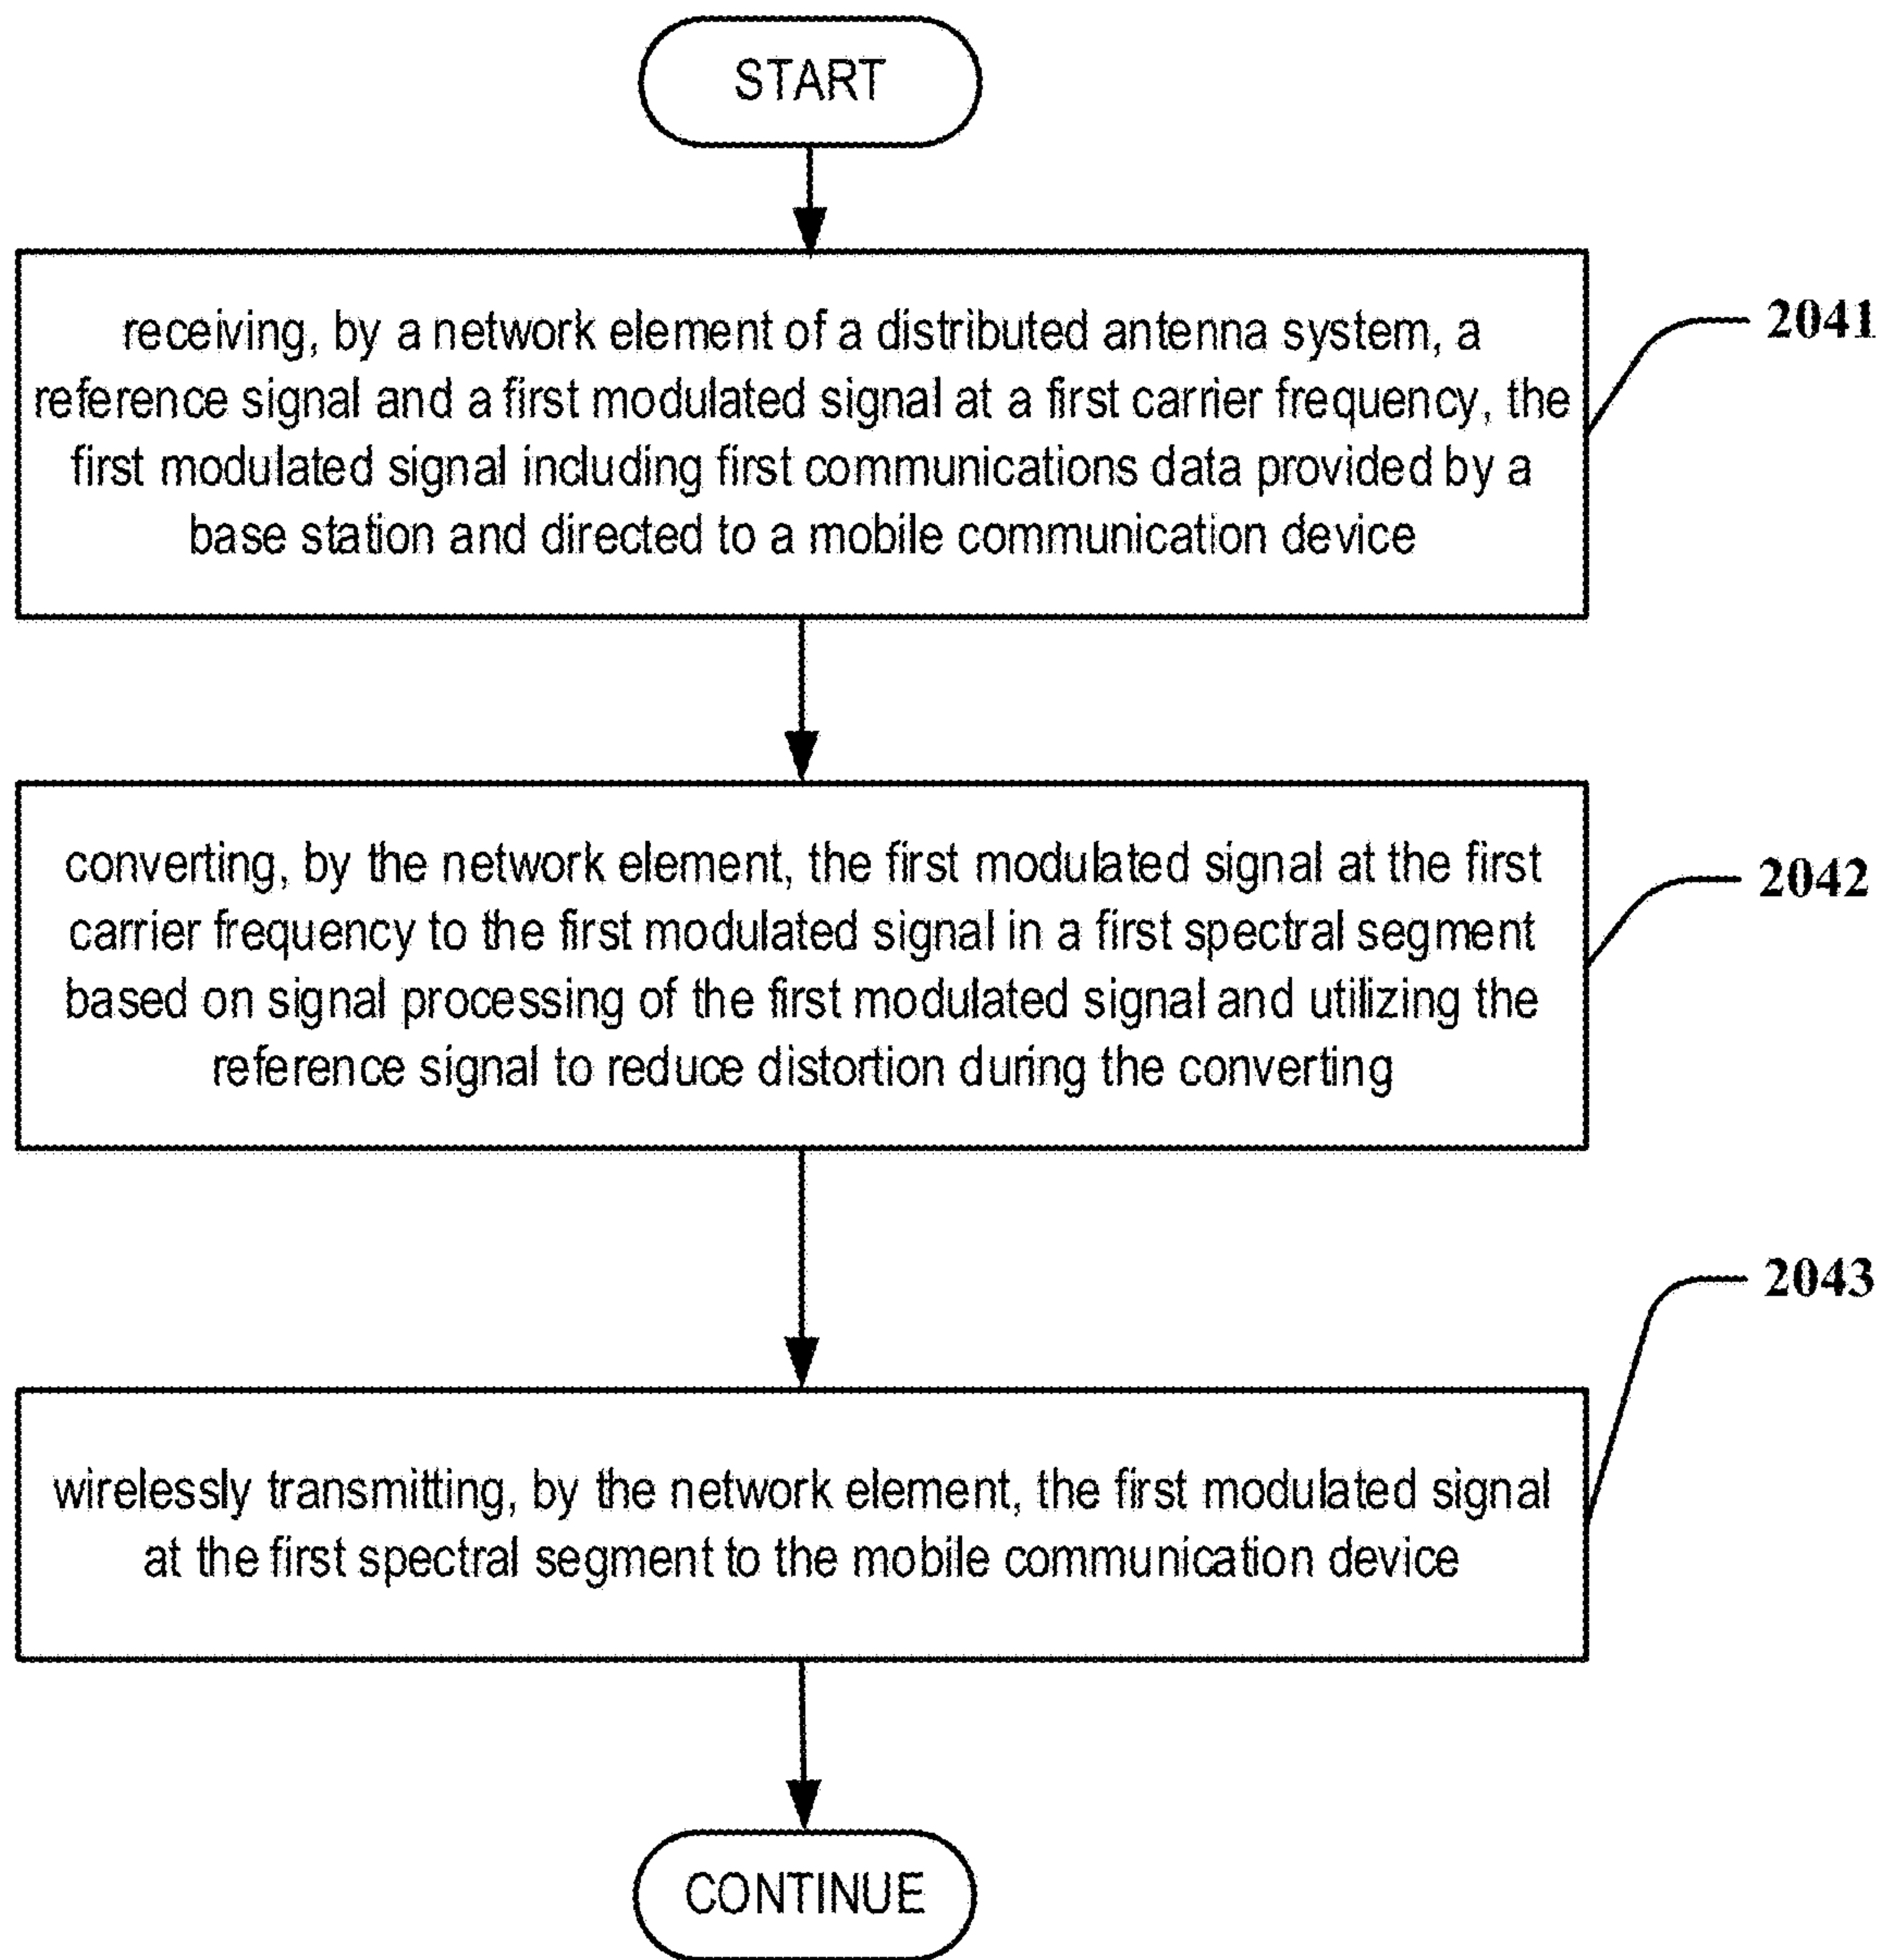 START
receiving, by a network element of a distributed antenna system, a
reference signal and a first modulated signal at a first carrier frequency, the
first modulated signal including first communications data provided by a
base station and directed to a mobile communication device
2041
converting, by the network element, the first modulated signal at the first
carrier frequency to the first modulated signal in a first spectral segment
based on signal processing of the first modulated signal and utilizing the
reference signal to reduce distortion during the converting
2042
wirelessly transmitting, by the network element, the first modulated signal
at the first spectral segment to the mobile communication device
2043
CONTINUE